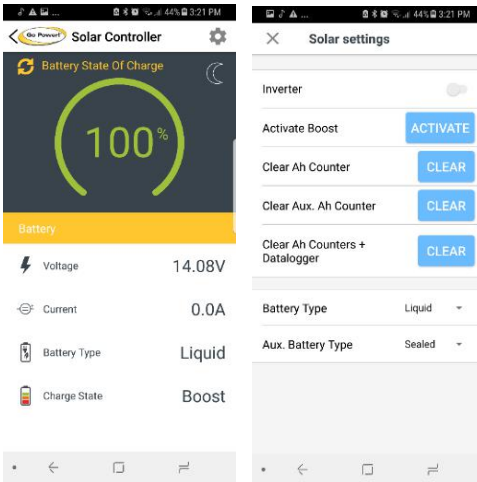 44% 3:21 PM
Go Power!
Solar Controller
Battery State Of Charge
100%
Battery
Voltage 14.08V
Current 0.0A
Battery Type Liquid
Charge State Boost
44% 3:21 PM
Solar settings
Inverter
Activate Boost ACTIVATE
Clear Ah Counter CLEAR
Clear Aux. Ah Counter CLEAR
Clear Ah Counters +
Datalogger CLEAR
Battery Type Liquid
Aux. Battery Type Sealed